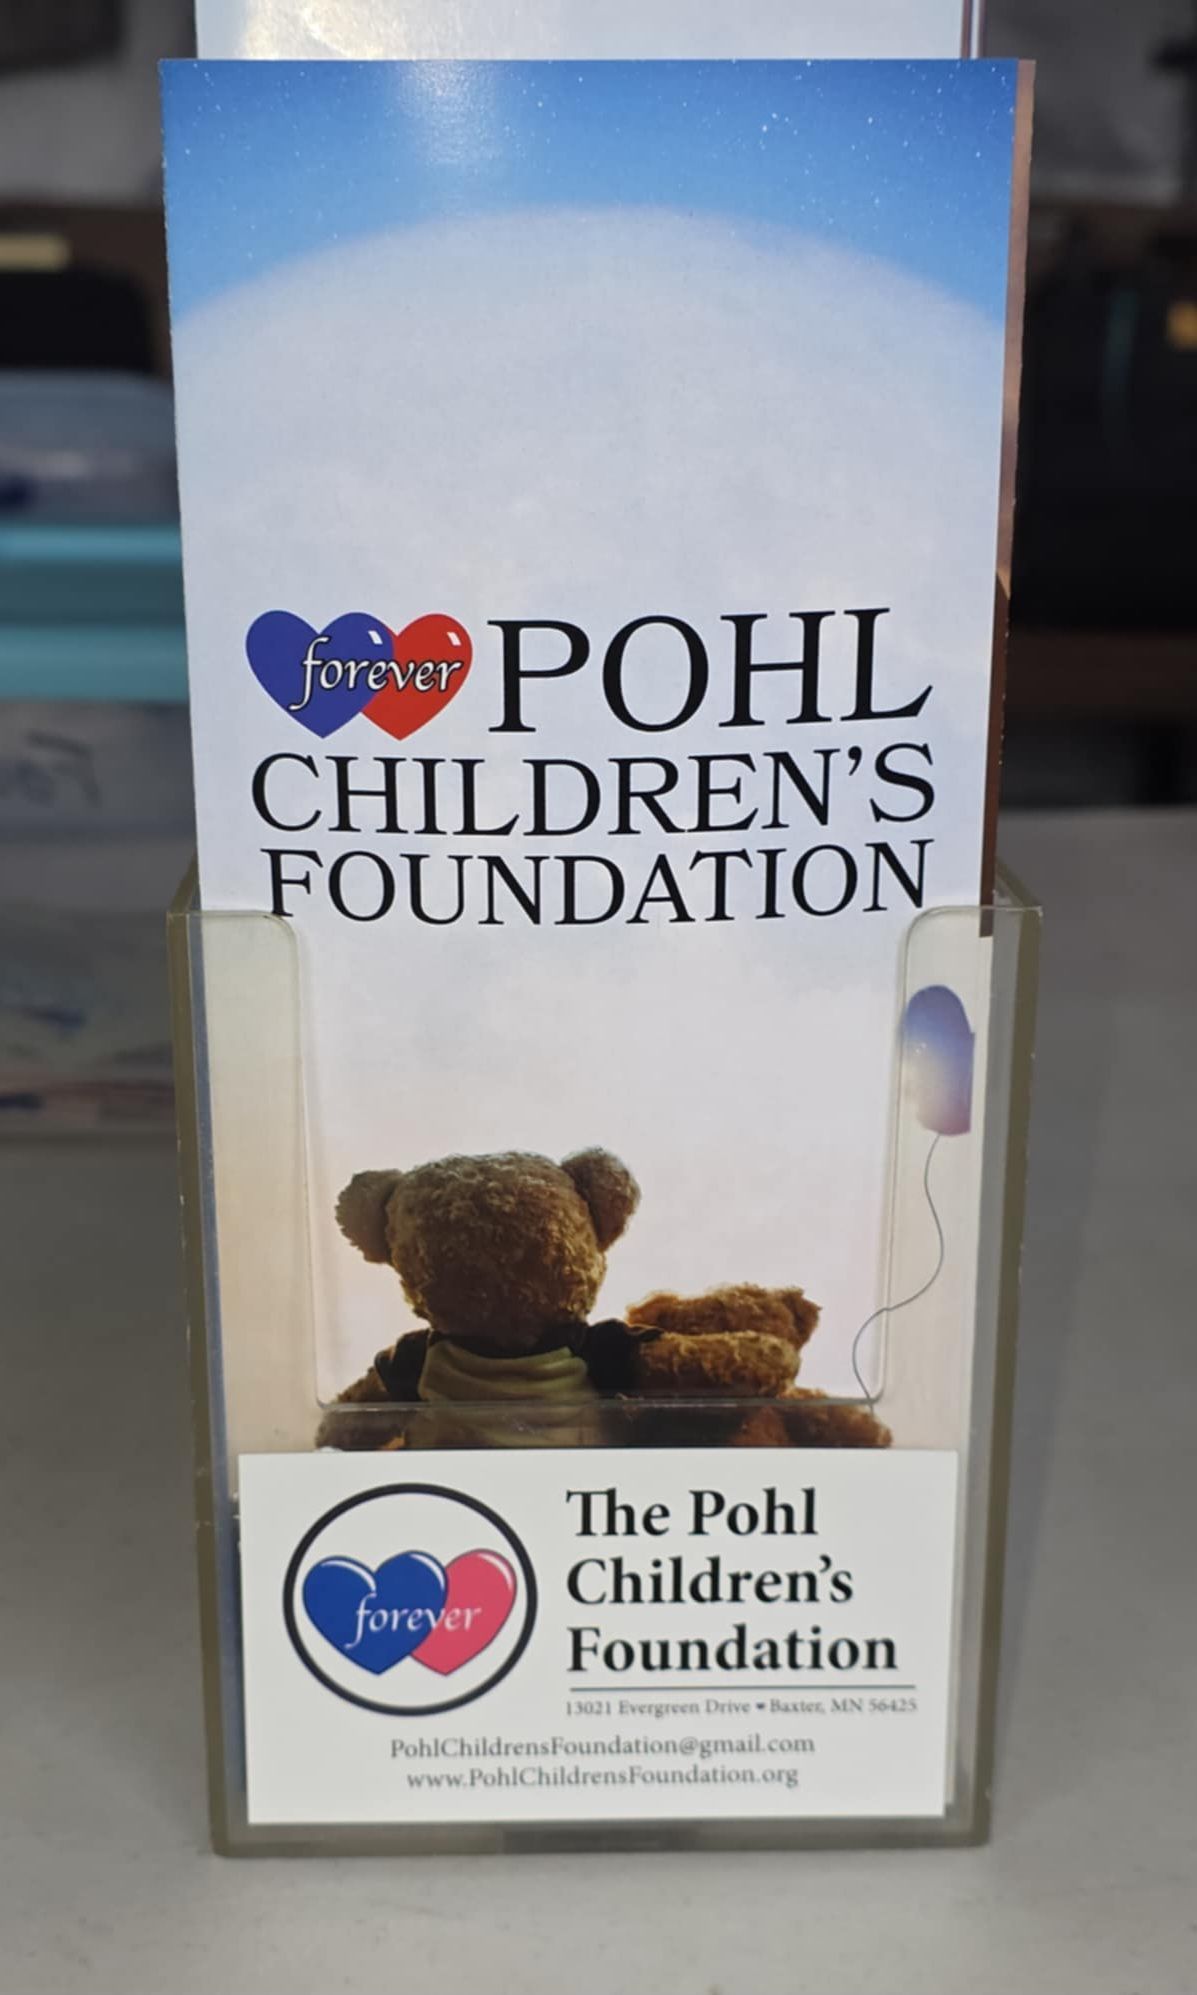 forever POHL
CHILDREN'S
FOUNDATION
forever
The Pohl
Children's
Foundation
13021 Evergreen Drive ♥ Baxter, MN 56425
PohlChildrensFoundation@gmail.com
www.PohlChildrensFoundation.org